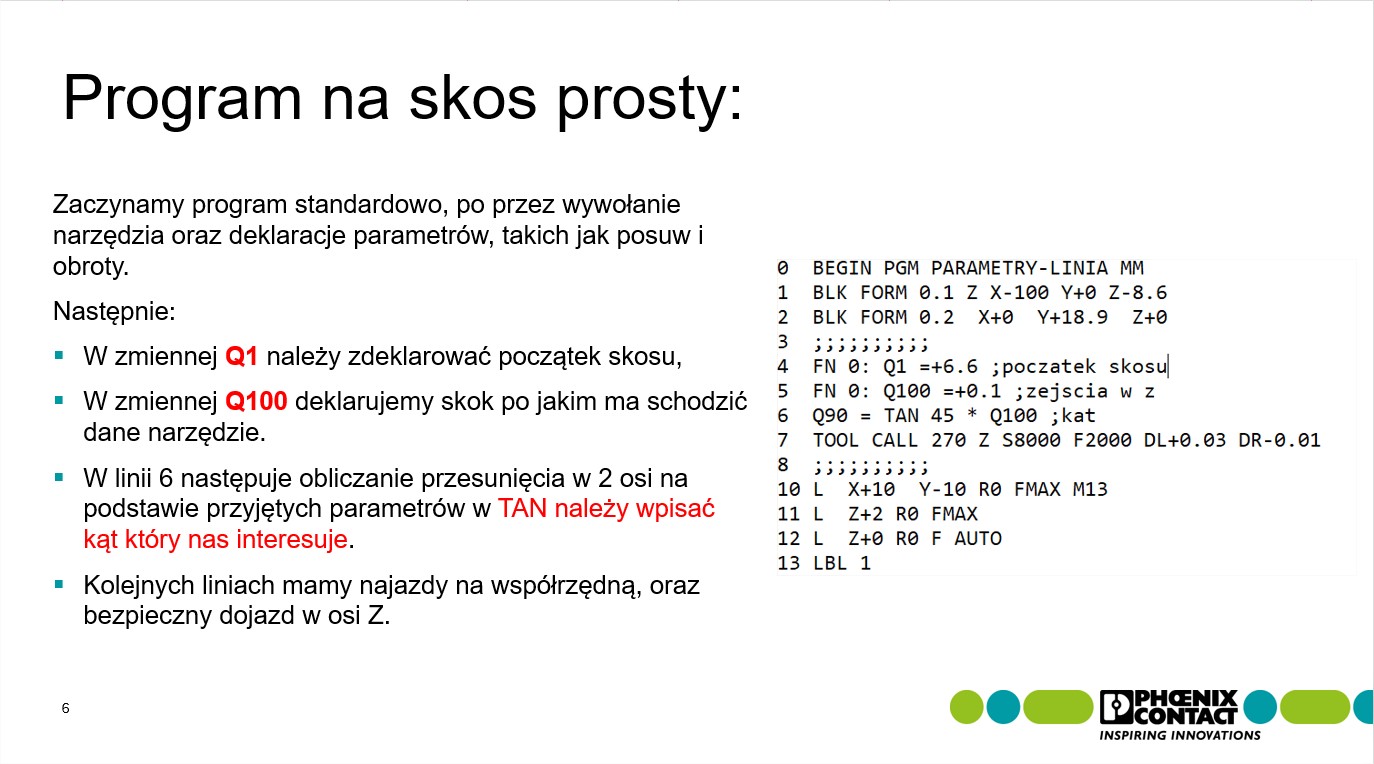 Program na skos prosty:
Zaczynamy program standardowo, po przez wywołanie
narzędzia oraz deklaracje parametrów, takich jak posuw i
obroty.
Następnie:
W zmiennej Q1 należy zdeklarować początek skosu,
W zmiennej Q100 deklarujemy skok po jakim ma schodzić
dane narzędzie.
W linii 6 następuje obliczanie przesunięcia w 2 osi na
podstawie przyjętych parametrów w TAN należy wpisać
kąt który nas interesuje.
Kolejnych liniach mamy najazdy na współrzędną, oraz
bezpieczny dojazd w osi Z.
0 BEGIN PGM PARAMETRY-LINIA MM
1 BLK FORM 0.1 Z X-100 Y+0 Z-8.6
2 BLK FORM 0.2 X+0 Y+18.9 Z+0
3 ;;;;;;;;;;
4 FN 0: Q1 =+6.6 ;poczatek skosu
5 FN 0: Q100 =+0.1 ;zejscia w z
6 Q90 = TAN 45 * Q100 ;kat
7 TOOL CALL 270 Z S8000 F2000 DL+0.03 DR-0.01
8 ;;;;;;;;;;
10 L X+10 Y-10 R0 FMAX M13
11 L Z+2 R0 FMAX
12 L Z+0 R0 F AUTO
13 LBL 1
6
PHŒNIX
CONTACT
INSPIRING INNOVATIONS